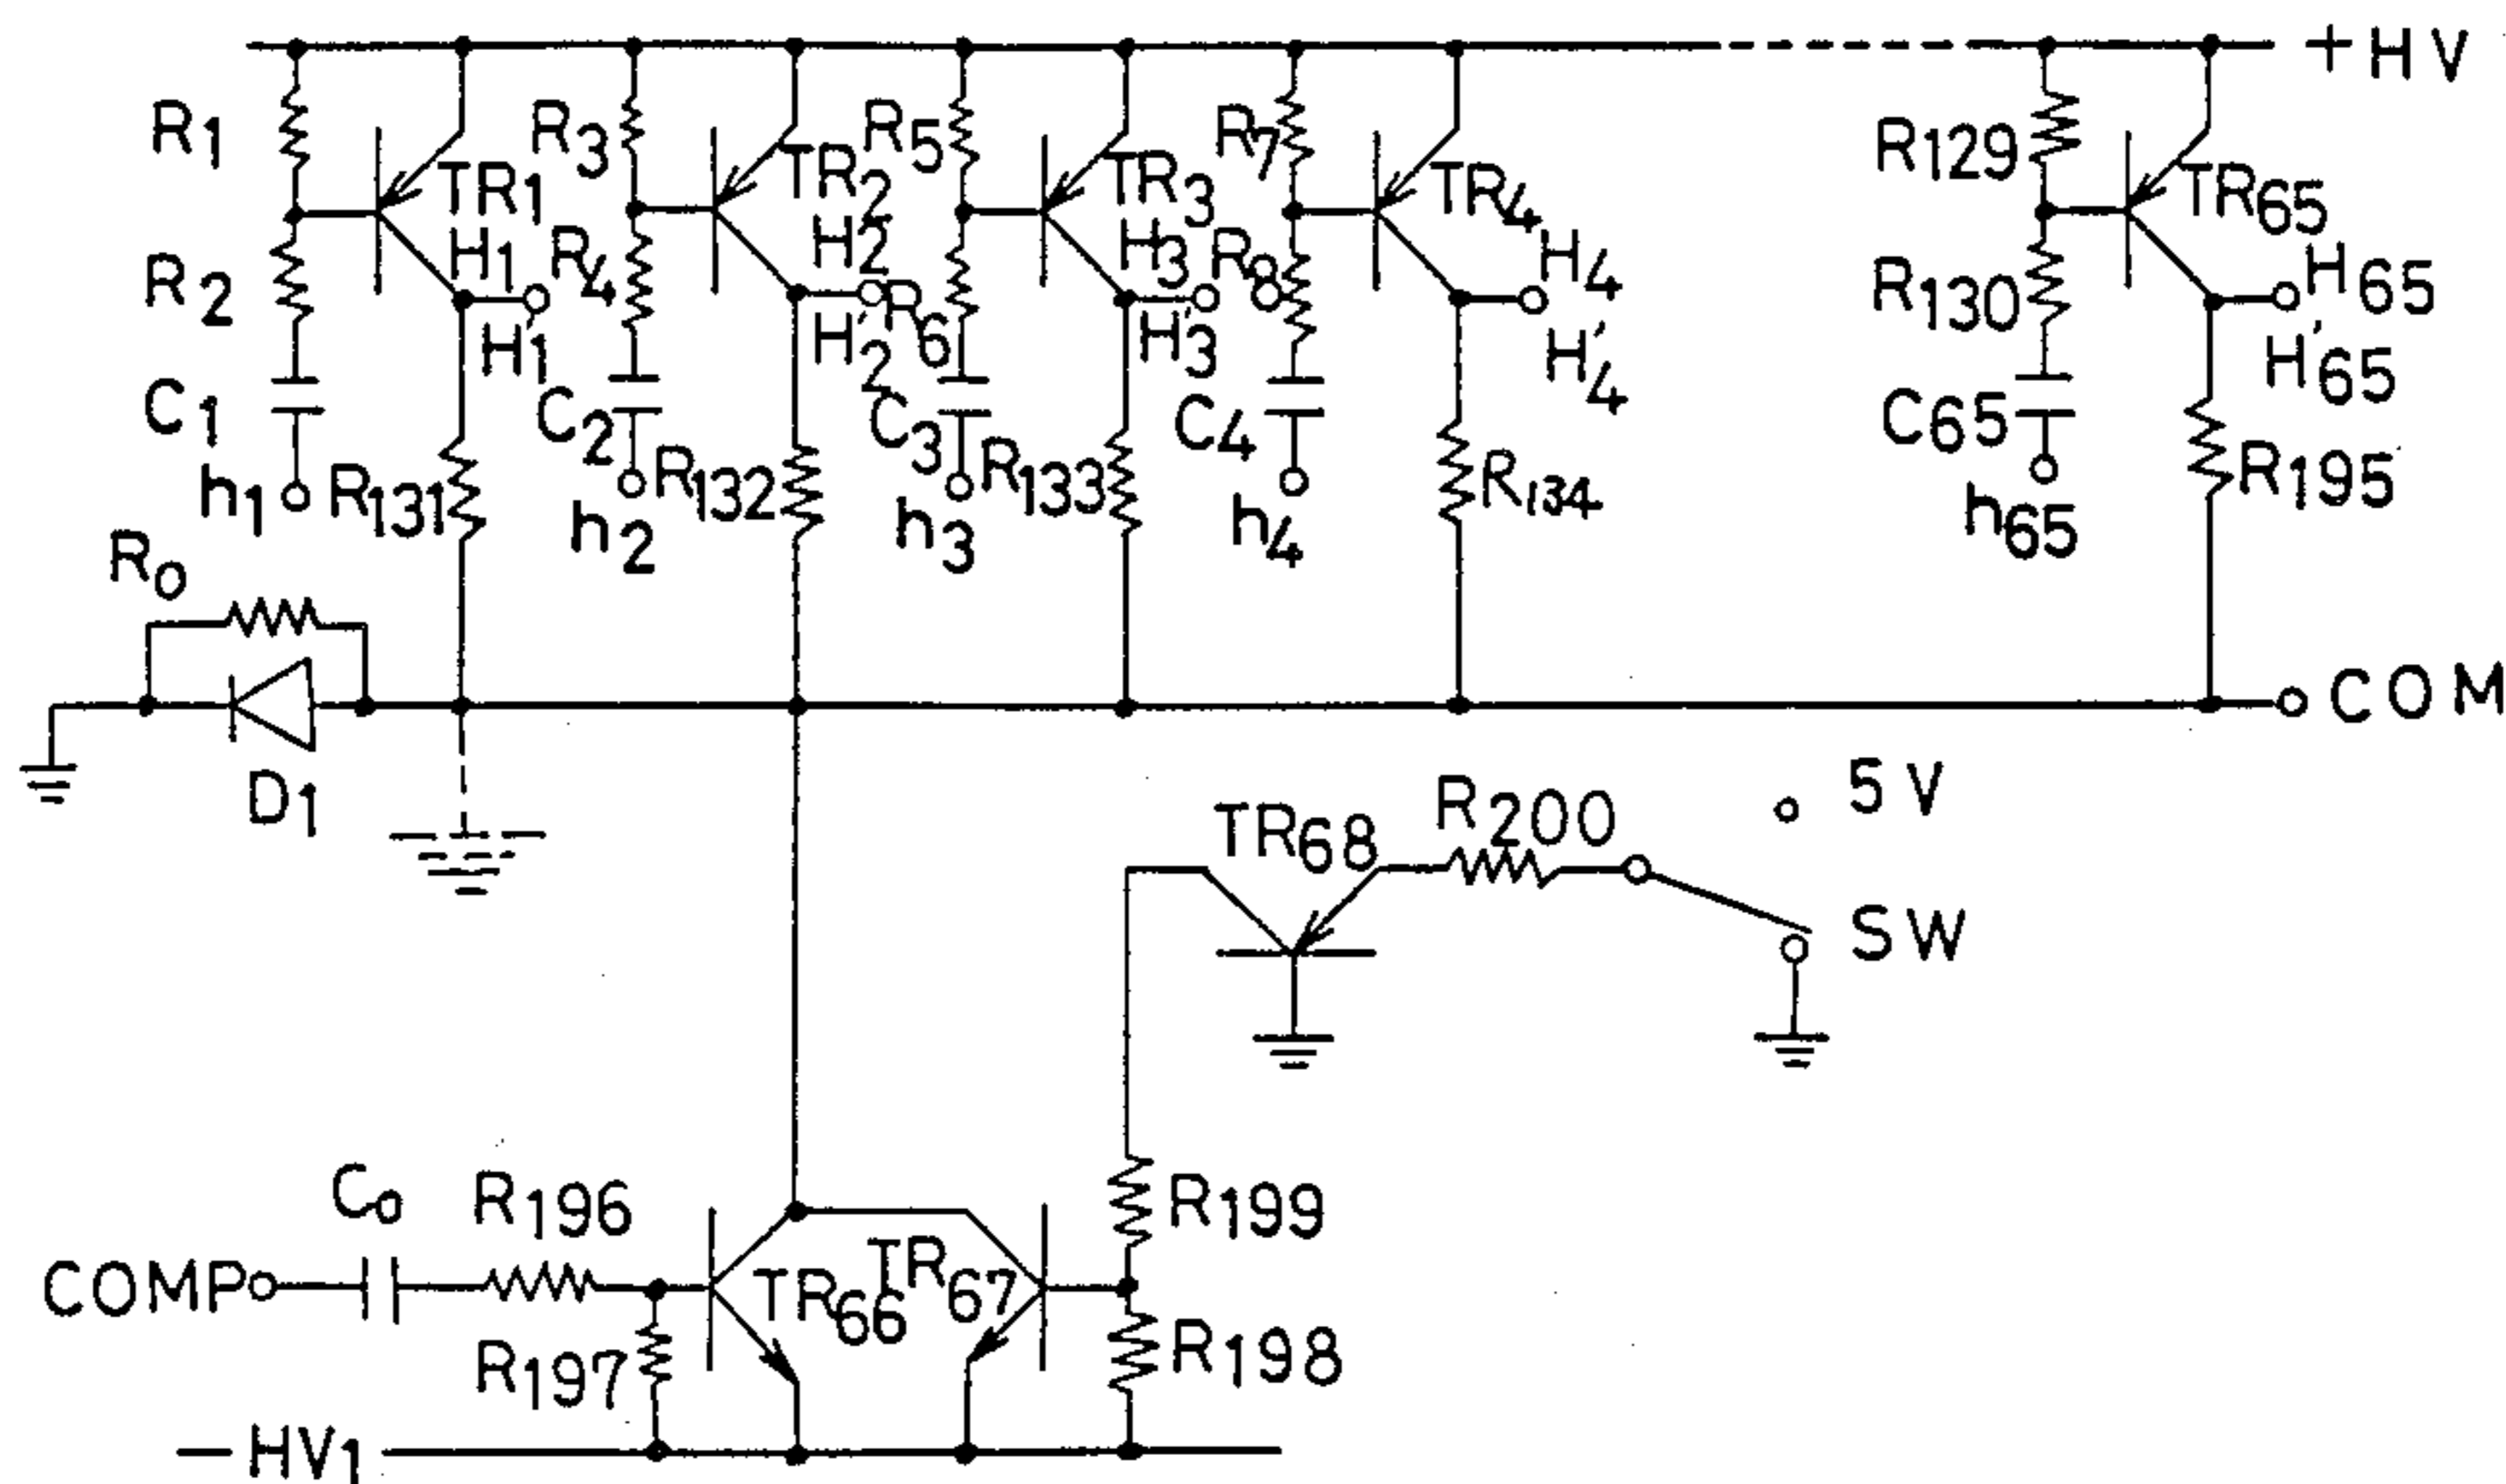 +HV
R1 R3 R5 R7 R129
TR1 TR2 TR3 TR4 TR65
R2 H1 R4 H2 H3 R8 H4 R130 H65
H'1 H'2 R6 H'3 H'4 H'65
C1 C2 C3 C4 C65
h1 R131 h2 R132 h3 R133 h4 R134 h65 R195
R0
COM
D1
5V
TR68 R200
SW
C0 R196 R199
COMP TR66 TR67
R197 R198
−HV1